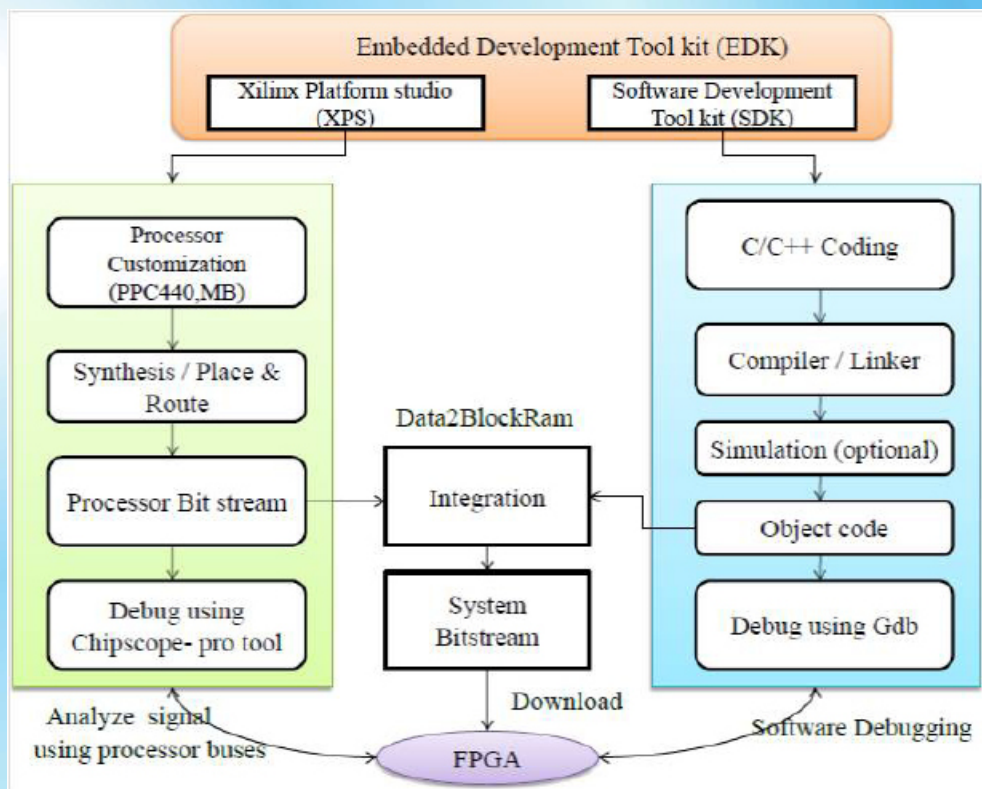 Embedded Development Tool kit (EDK)
Xilinx Platform studio
(XPS)
Software Development
Tool kit (SDK)
Processor
Customization
(PPC440,MB)
Synthesis / Place &
Route
Processor Bit stream
Debug using
Chipscope- pro tool
Data2BlockRam
Integration
System
Bitstream
Download
C/C++ Coding
Compiler / Linker
Simulation (optional)
Object code
Debug using Gdb
Analyze signal
using processor buses
Software Debugging
FPGA